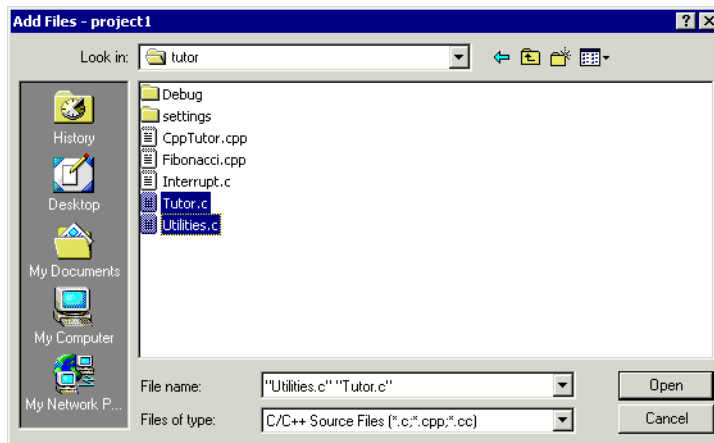 Add Files - project1
Look in: tutor
History
Desktop
My Documents
My Computer
My Network P...
Debug
settings
CppTutor.cpp
Fibonacci.cpp
Interrupt.c
Tutor.c
Utilities.c
File name: "Utilities.c" "Tutor.c" Open
Files of type: C/C++ Source Files (*.c;*.cpp;*.cc) Cancel